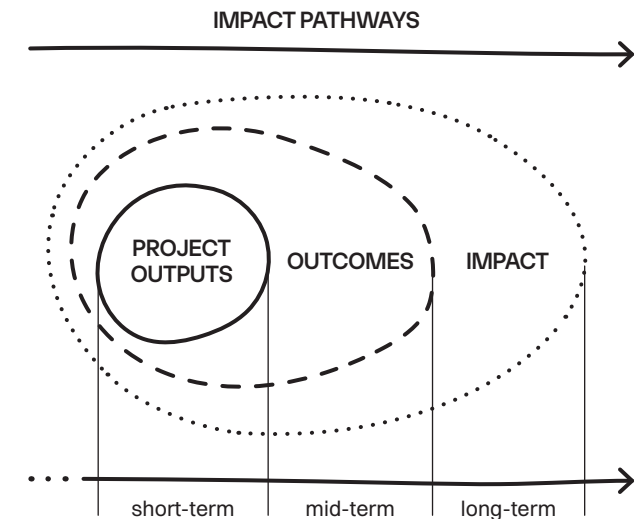 IMPACT PATHWAYS
PROJECT
OUTPUTS
OUTCOMES
IMPACT
short-term
mid-term
long-term